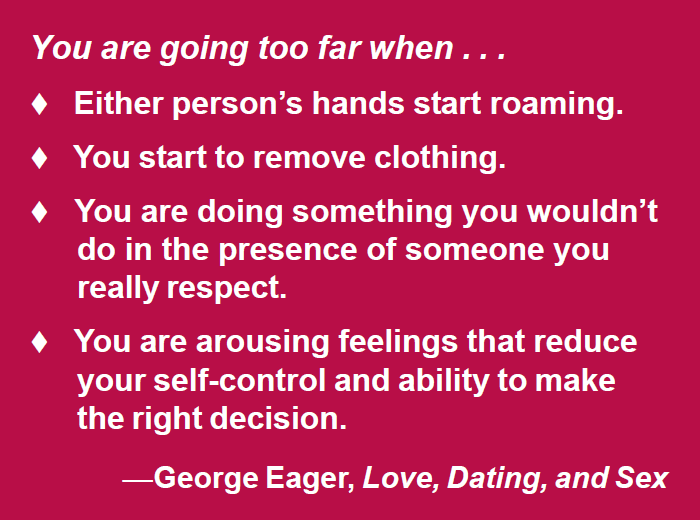 You are going too far when . . .
♦ Either person’s hands start roaming.
♦ You start to remove clothing.
♦ You are doing something you wouldn’t
do in the presence of someone you
really respect.
♦ You are arousing feelings that reduce
your self-control and ability to make
the right decision.
—George Eager, Love, Dating, and Sex